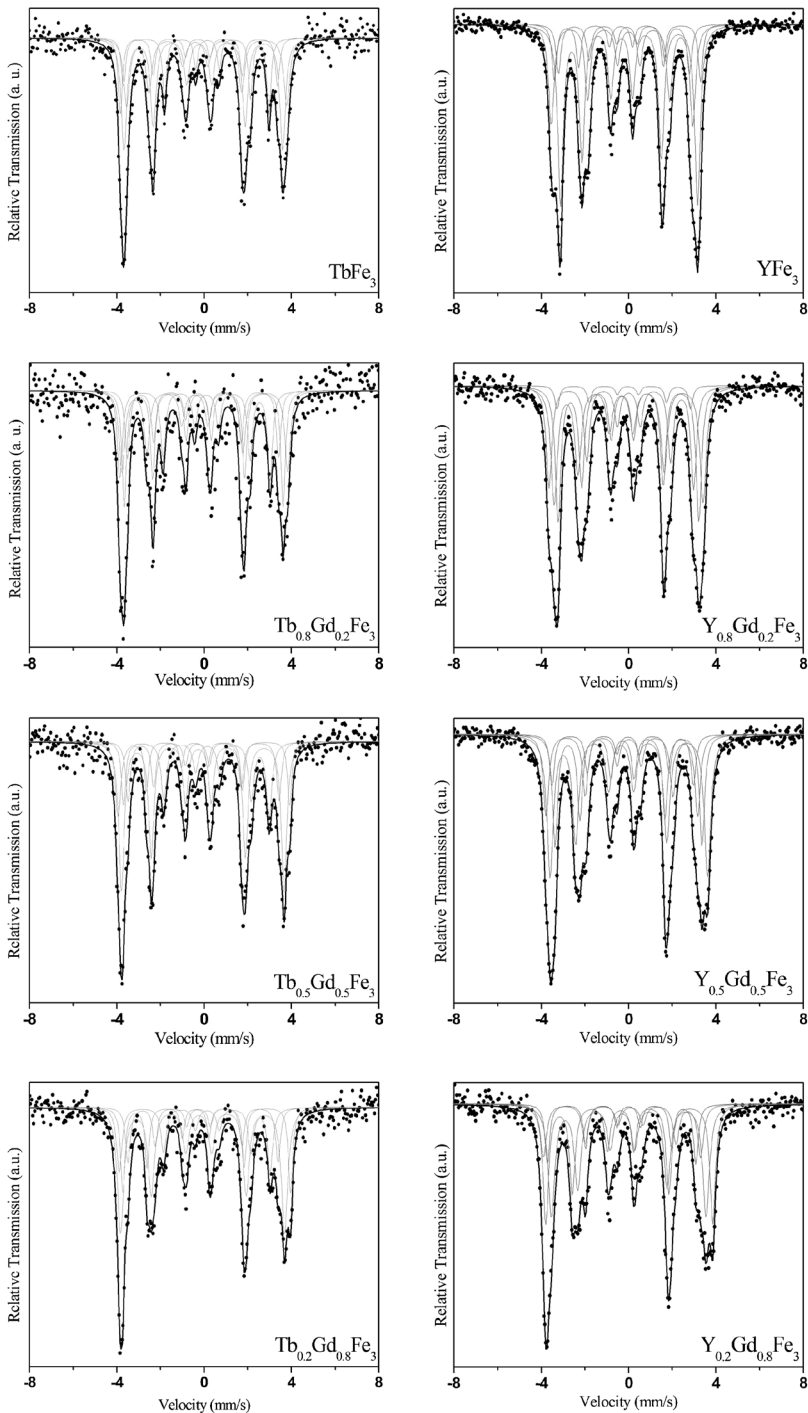 Relative Transmission (a. u.)
TbFe3
-8 -4 0 4 8
Velocity (mm/s)
Relative Transmission (a.u.)
YFe3
-8 -4 0 4 8
Velocity (mm/s)
Relative Transmission (a. u.)
Tb0.8Gd0.2Fe3
-8 -4 0 4 8
Velocity (mm/s)
Relative Transmission (a.u.)
Y0.8Gd0.2Fe3
-8 -4 0 4 8
Velocity (mm/s)
Relative Transmission (a.u.)
Tb0.5Gd0.5Fe3
-8 -4 0 4 8
Velocity (mm/s)
Relative Transmission (a.u.)
Y0.5Gd0.5Fe3
-8 -4 0 4 8
Velocity (mm/s)
Relative Transmission (a.u.)
Tb0.2Gd0.8Fe3
-8 -4 0 4 8
Velocity (mm/s)
Relative Transmission (a.u.)
Y0.2Gd0.8Fe3
-8 -4 0 4 8
Velocity (mm/s)